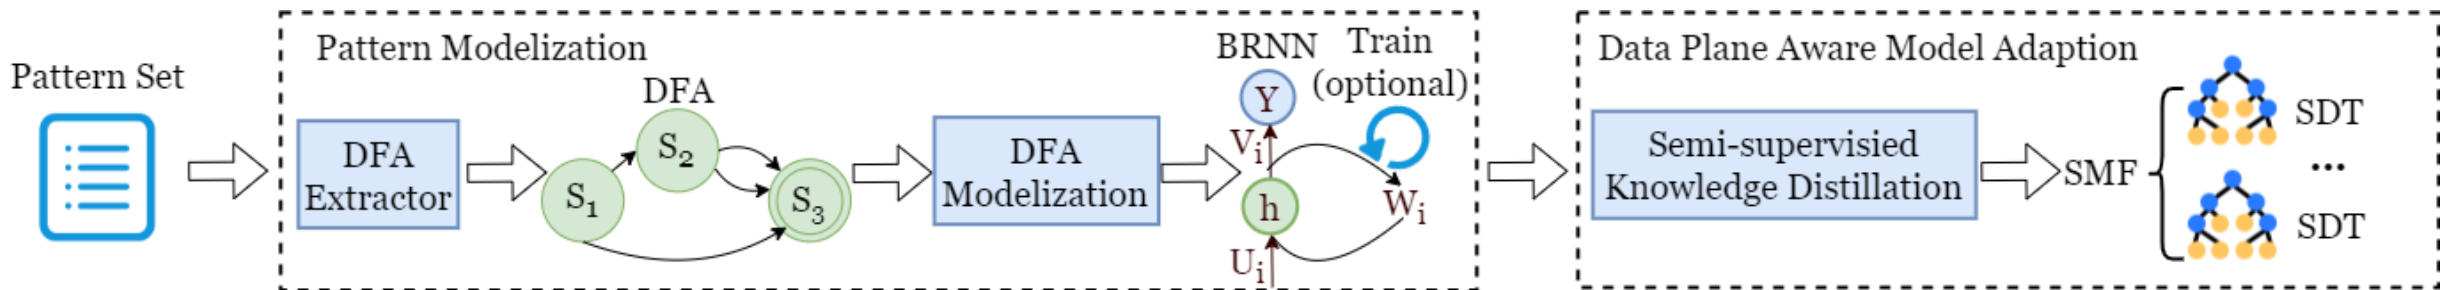 Pattern Set
Pattern Modelization
DFA
Extractor
DFA
S1
S2
S3
DFA
Modelization
BRNN
Train
(optional)
Y
Vi
h
Wi
Ui
Data Plane Aware Model Adaption
Semi-supervisied
Knowledge Distillation
SMF
SDT
...
SDT